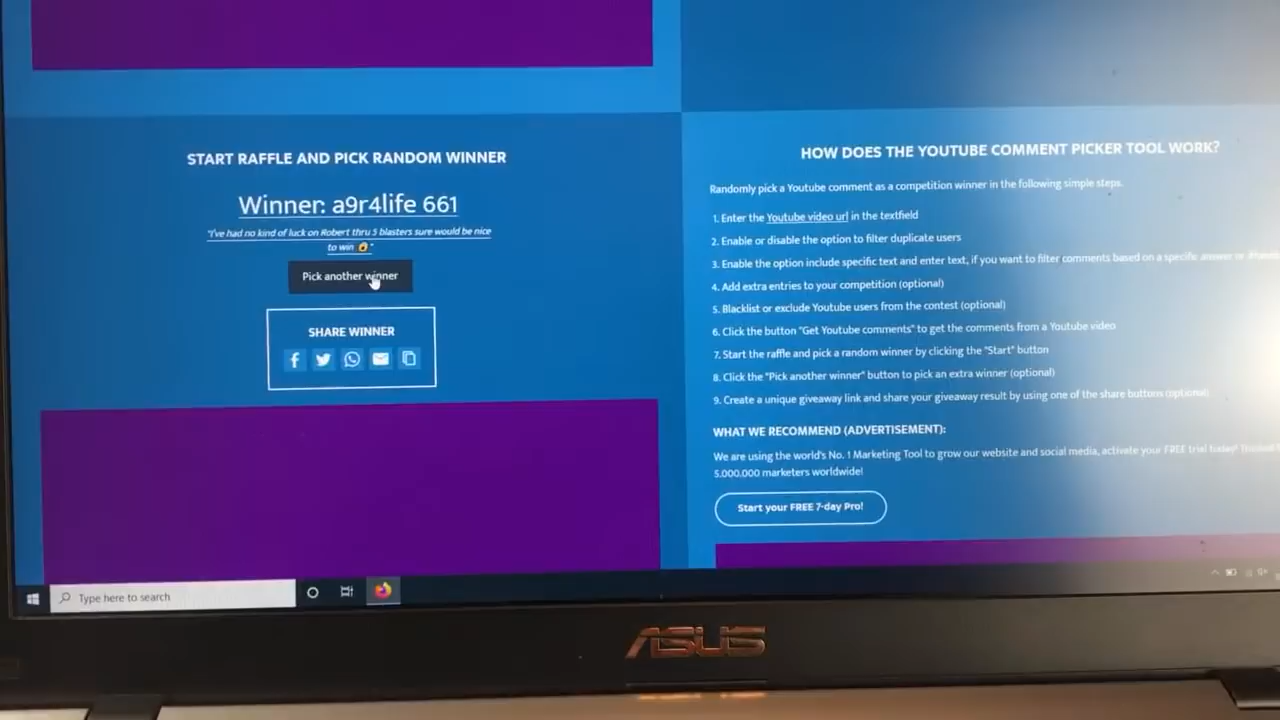 START RAFFLE AND PICK RANDOM WINNER
Winner: a9r4life 661
"I've had no kind of luck on Robert thru 5 blasters sure would be nice
to win 😱"
Pick another winner
SHARE WINNER
HOW DOES THE YOUTUBE COMMENT PICKER TOOL WORK?
Randomly pick a Youtube comment as a competition winner in the following simple steps.
1. Enter the Youtube video url in the textfield
2. Enable or disable the option to filter duplicate users
3. Enable the option include specific text and enter text, if you want to filter comments based on a specific answer or
4. Add extra entries to your competition (optional)
5. Blacklist or exclude Youtube users from the contest (optional)
6. Click the button "Get Youtube comments" to get the comments from a Youtube video
7. Start the raffle and pick a random winner by clicking the "Start" button
8. Click the "Pick another winner" button to pick an extra winner (optional)
9. Create a unique giveaway link and share your giveaway result by using one of the share buttons (optional)
WHAT WE RECOMMEND (ADVERTISEMENT):
We are using the world's No. 1 Marketing Tool to grow our website and social media, activate your FREE trial today!
5.000.000 marketers worldwide!
Start your FREE 7-day Pro!
Type here to search
ASUS